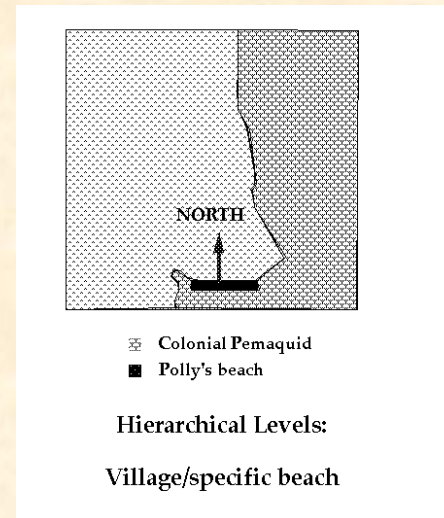 NORTH
Colonial Pemaquid
Polly's beach
Hierarchical Levels:
Village/specific beach